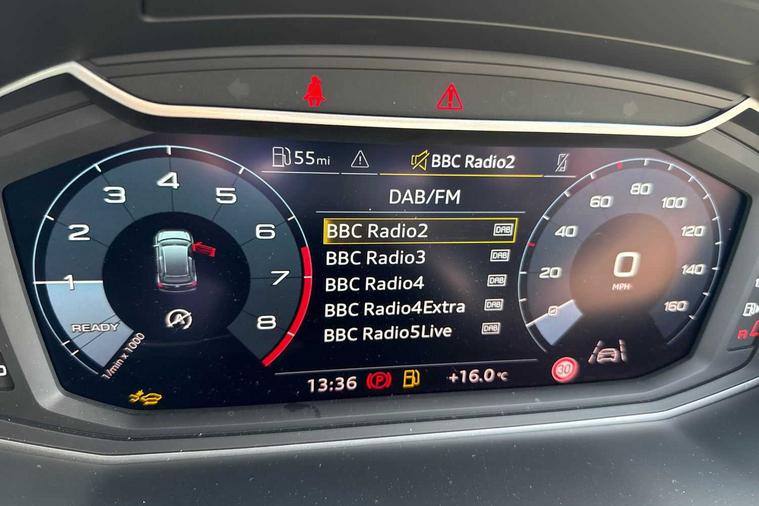 55mi
BBC Radio2
DAB/FM
BBC Radio2 DAB
BBC Radio3 DAB
BBC Radio4 DAB
BBC Radio4Extra DAB
BBC Radio5Live DAB
1
2
3
4
5
6
7
8
READY
1/min x 1000
A
0
20
40
60
80
100
120
140
160
0
MPH
13:36
P
+16.0°C
30